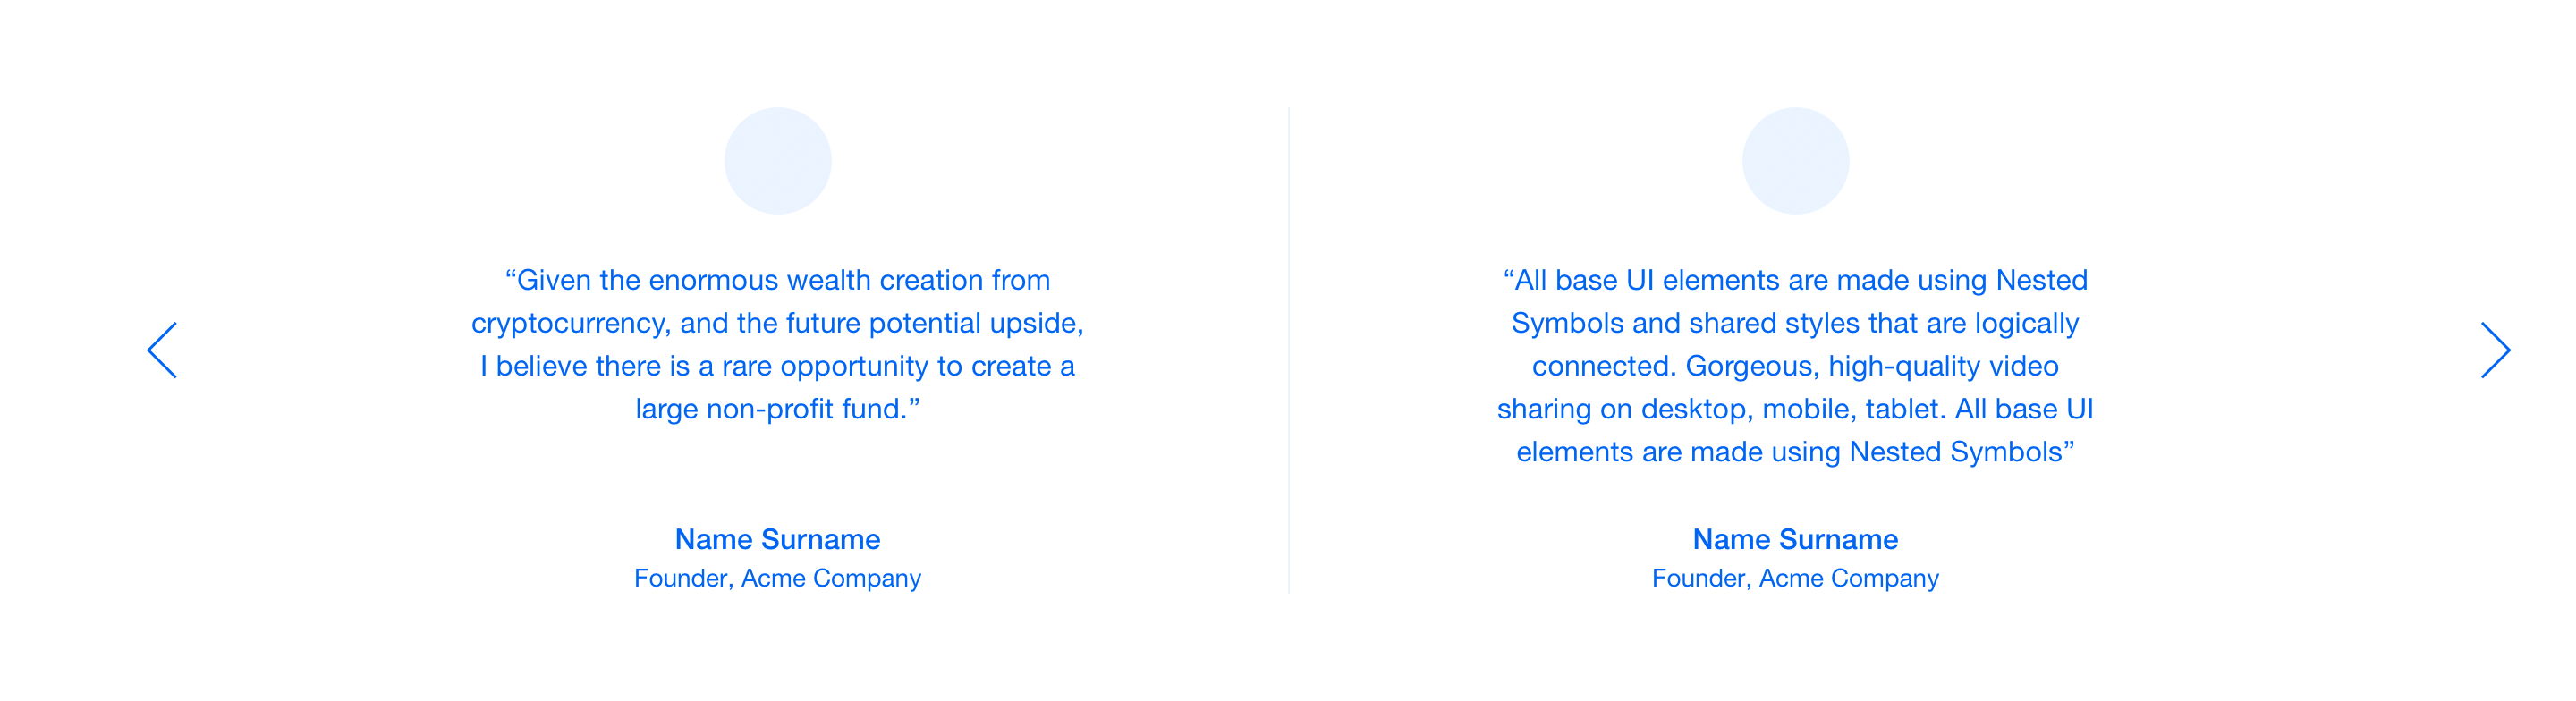 “Given the enormous wealth creation from
cryptocurrency, and the future potential upside,
I believe there is a rare opportunity to create a
large non-profit fund.”
Name Surname
Founder, Acme Company
“All base UI elements are made using Nested
Symbols and shared styles that are logically
connected. Gorgeous, high-quality video
sharing on desktop, mobile, tablet. All base UI
elements are made using Nested Symbols”
Name Surname
Founder, Acme Company